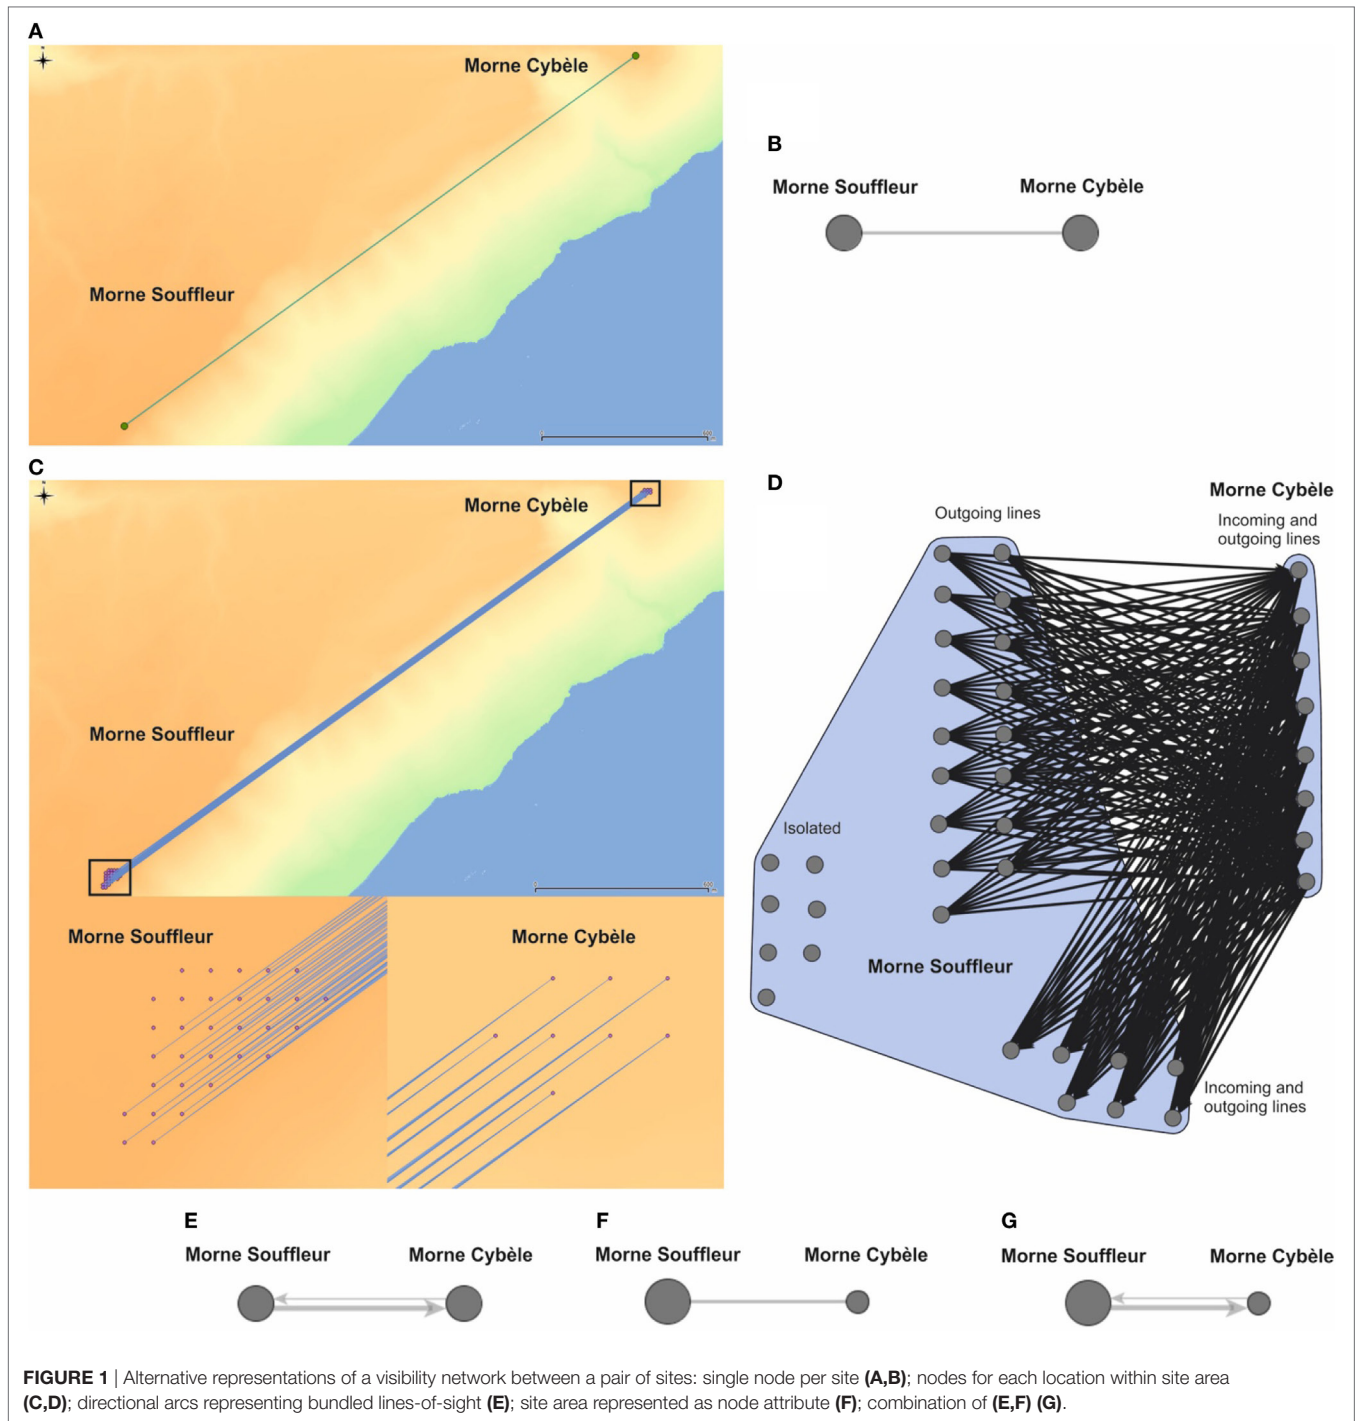 A
N
Morne Cybèle
Morne Souffleur
0
600
B
Morne Souffleur
Morne Cybèle
C
N
Morne Cybèle
Morne Souffleur
0
600
Morne Souffleur
Morne Cybèle
D
Morne Cybèle
Outgoing lines
Incoming and
outgoing lines
Isolated
Morne Souffleur
Incoming and
outgoing lines
E
Morne Souffleur
Morne Cybèle
F
Morne Souffleur
Morne Cybèle
G
Morne Souffleur
Morne Cybèle
FIGURE 1 | Alternative representations of a visibility network between a pair of sites: single node per site (A,B); nodes for each location within site area
(C,D); directional arcs representing bundled lines-of-sight (E); site area represented as node attribute (F); combination of (E,F) (G).